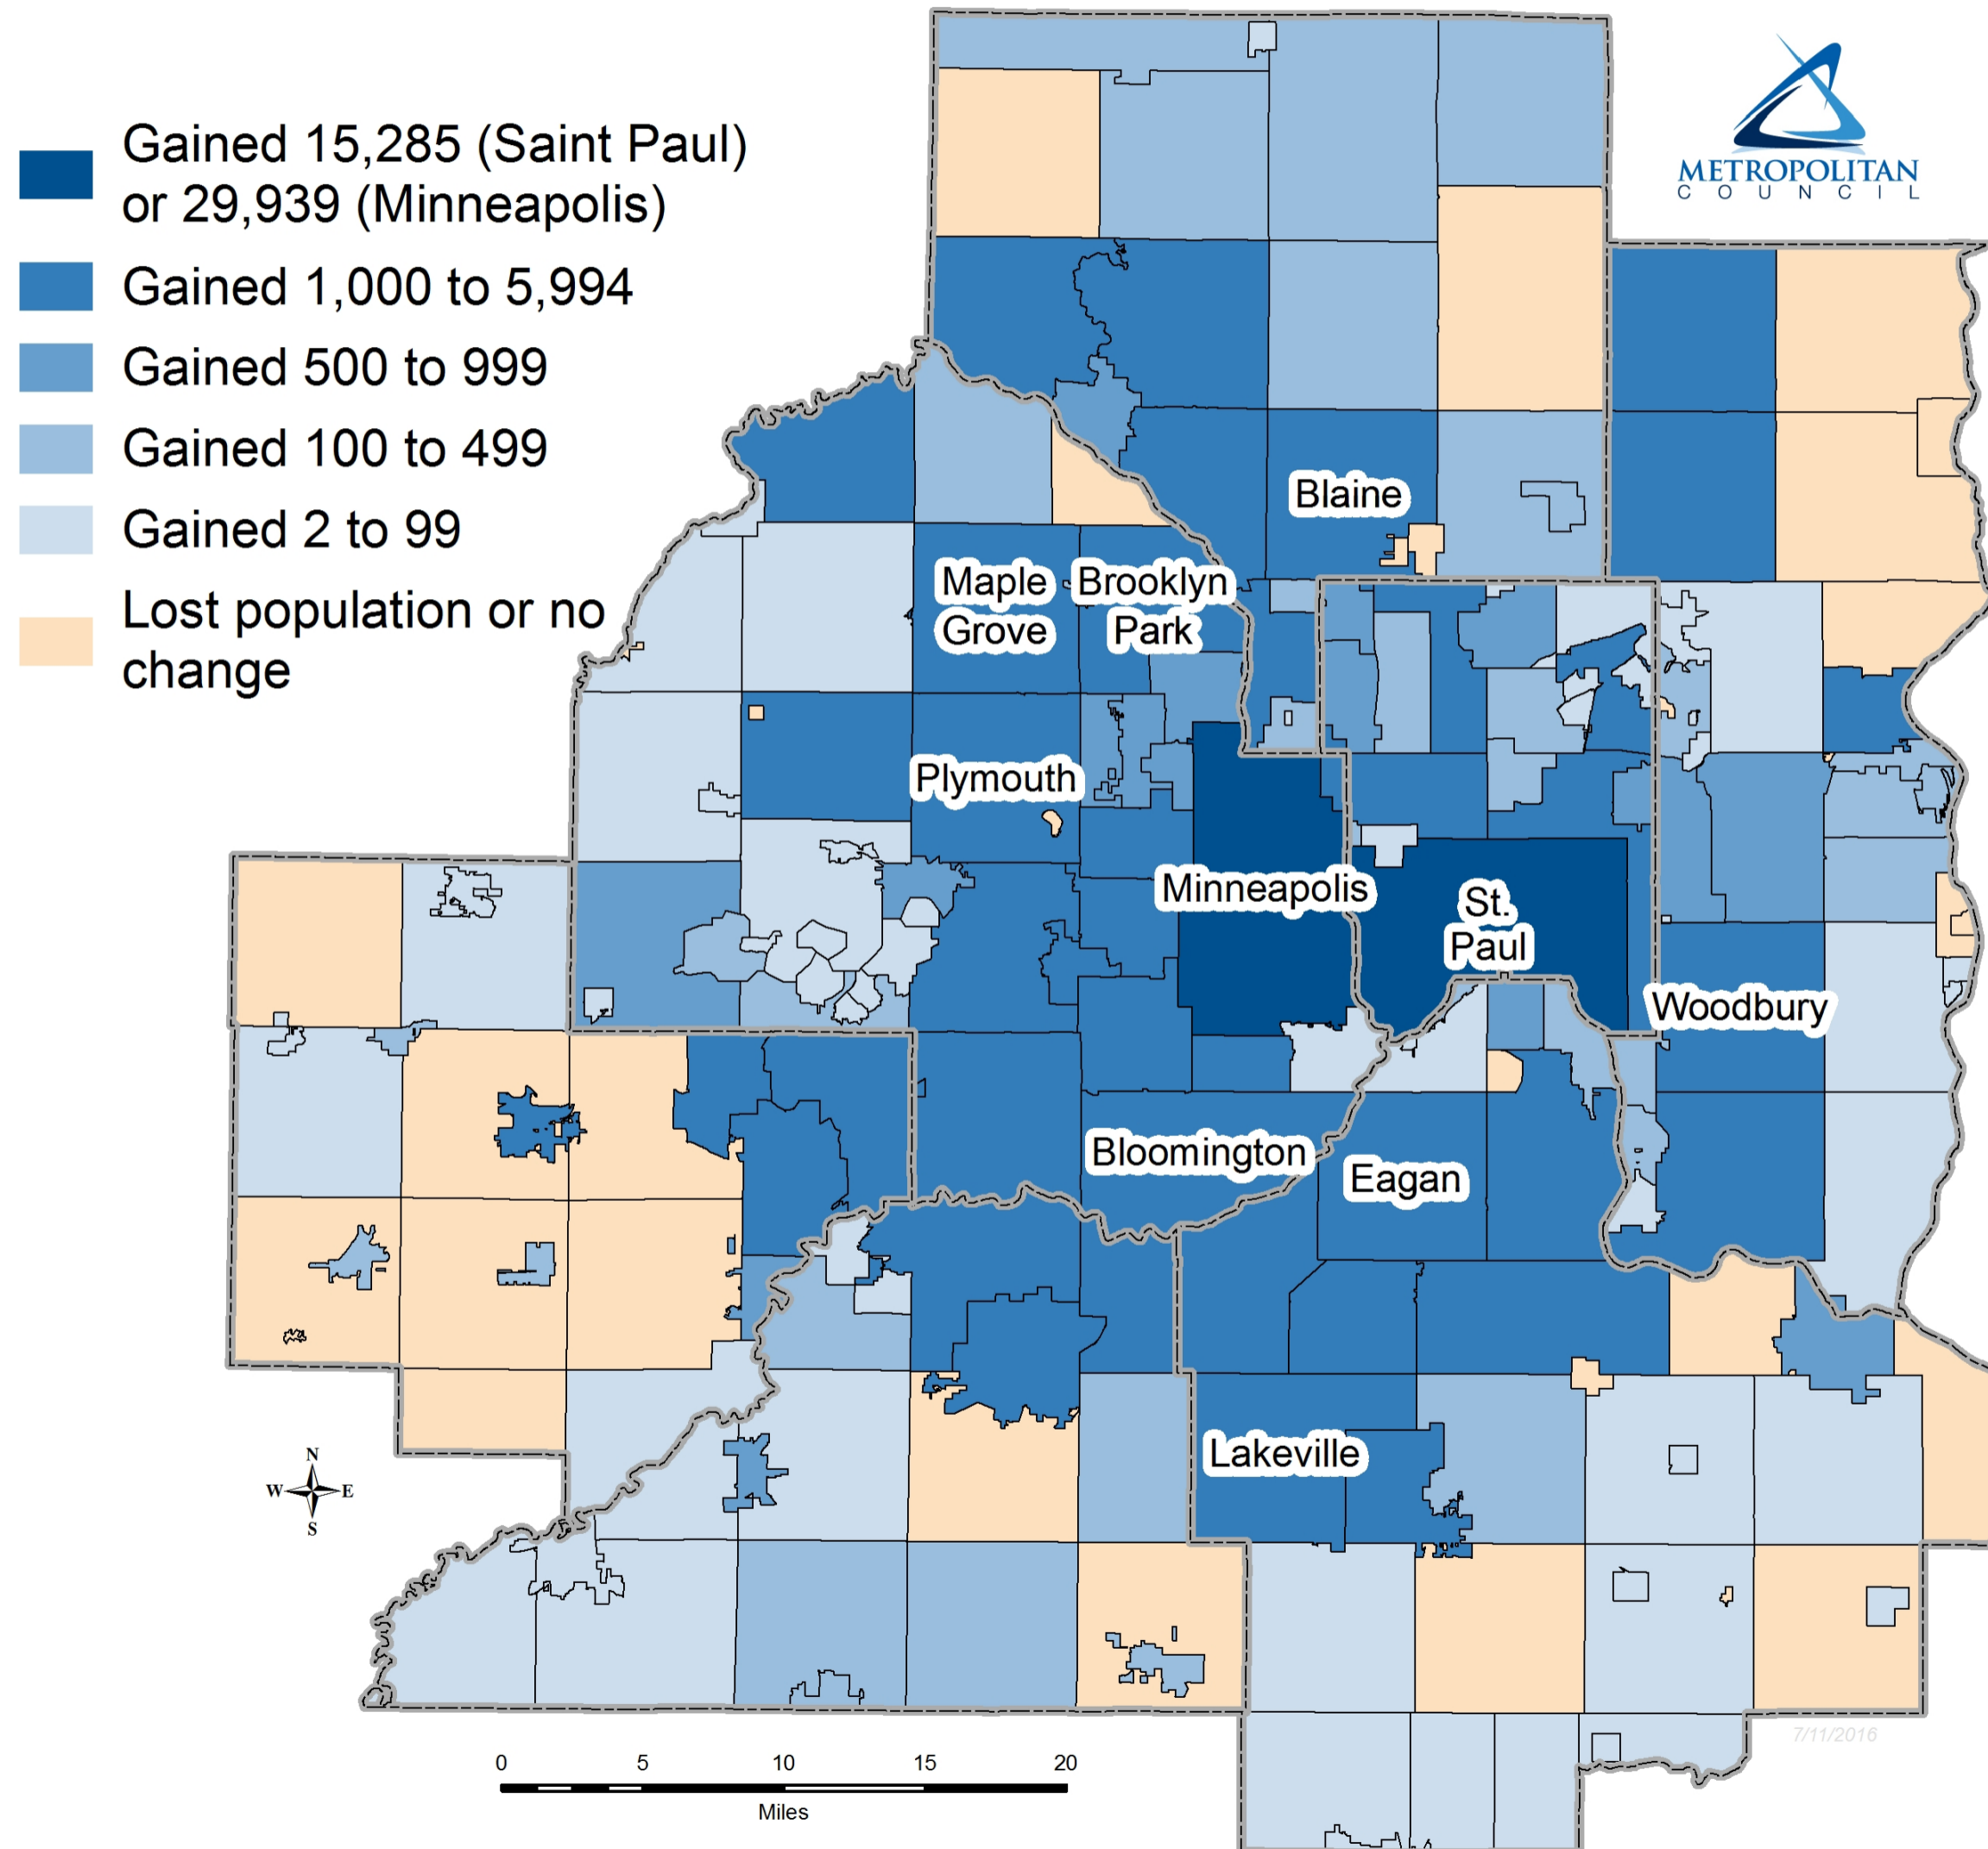 Gained 15,285 (Saint Paul)
or 29,939 (Minneapolis)
Gained 1,000 to 5,994
Gained 500 to 999
Gained 100 to 499
Gained 2 to 99
Lost population or no
change
METROPOLITAN
COUNCIL
Blaine
Maple
Grove
Brooklyn
Park
Plymouth
Minneapolis
St.
Paul
Woodbury
Bloomington
Eagan
Lakeville
N
W E
S
0 5 10 15 20
Miles
7/11/2016